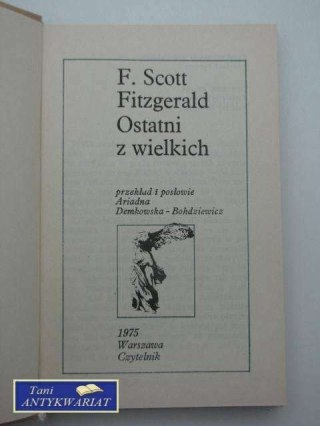 F. Scott
Fitzgerald
Ostatni
z wielkich
przekład i posłowie
Ariadna
Demkowska-Bohdziewicz
1975
Warszawa
Czytelnik
Tani
ANTYKWARIAT